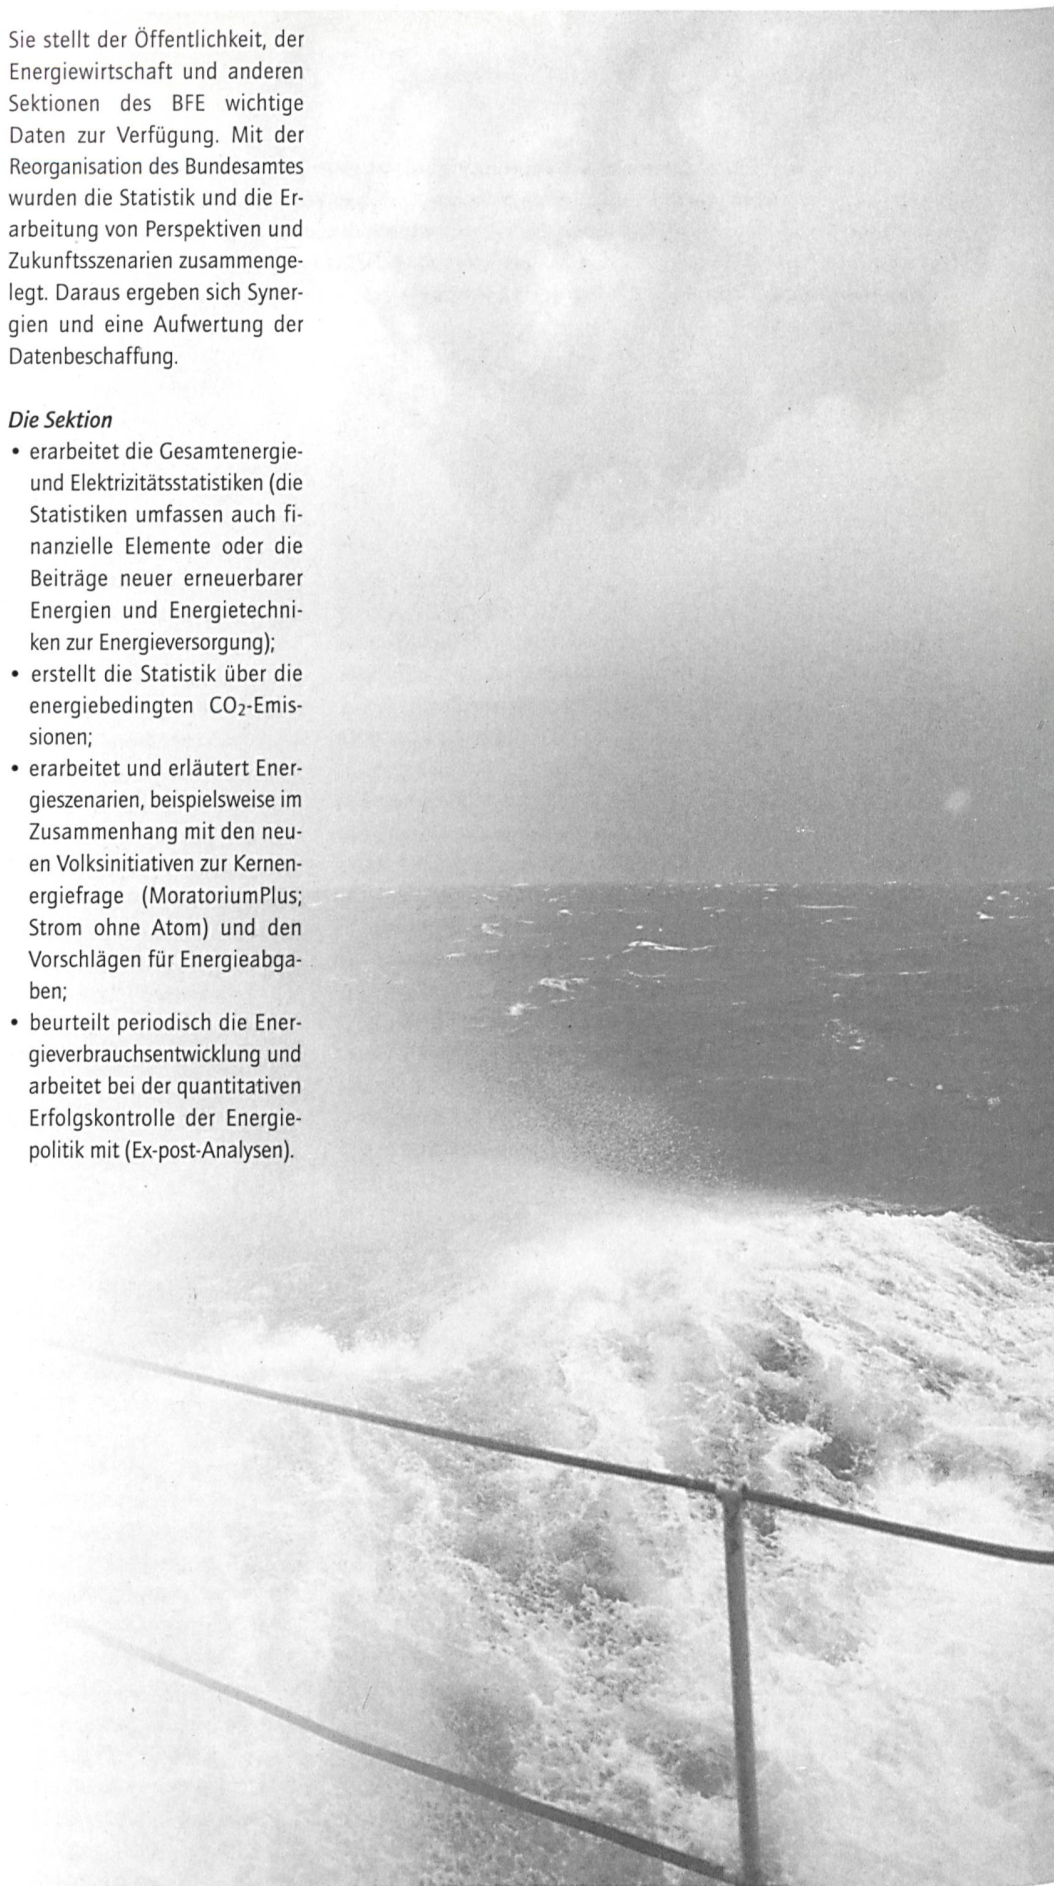 Sie stellt der Öffentlichkeit, der
Energiewirtschaft und anderen
Sektionen des BFE wichtige
Daten zur Verfügung. Mit der
Reorganisation des Bundesamtes
wurden die Statistik und die Er-
arbeitung von Perspektiven und
Zukunftsszenarien zusammenge-
legt. Daraus ergeben sich Syner-
gien und eine Aufwertung der
Datenbeschaffung.
Die Sektion
• erarbeitet die Gesamtenergie-
und Elektrizitätsstatistiken (die
Statistiken umfassen auch fi-
nanzielle Elemente oder die
Beiträge neuer erneuerbarer
Energien und Energietechni-
ken zur Energieversorgung);
• erstellt die Statistik über die
energiebedingten CO2-Emis-
sionen;
• erarbeitet und erläutert Ener-
gieszenarien, beispielsweise im
Zusammenhang mit den neu-
en Volksinitiativen zur Kernen-
ergiefrage (MoratoriumPlus;
Strom ohne Atom) und den
Vorschlägen für Energieabga-
ben;
• beurteilt periodisch die Ener-
gieverbrauchsentwicklung und
arbeitet bei der quantitativen
Erfolgskontrolle der Energie-
politik mit (Ex-post-Analysen).